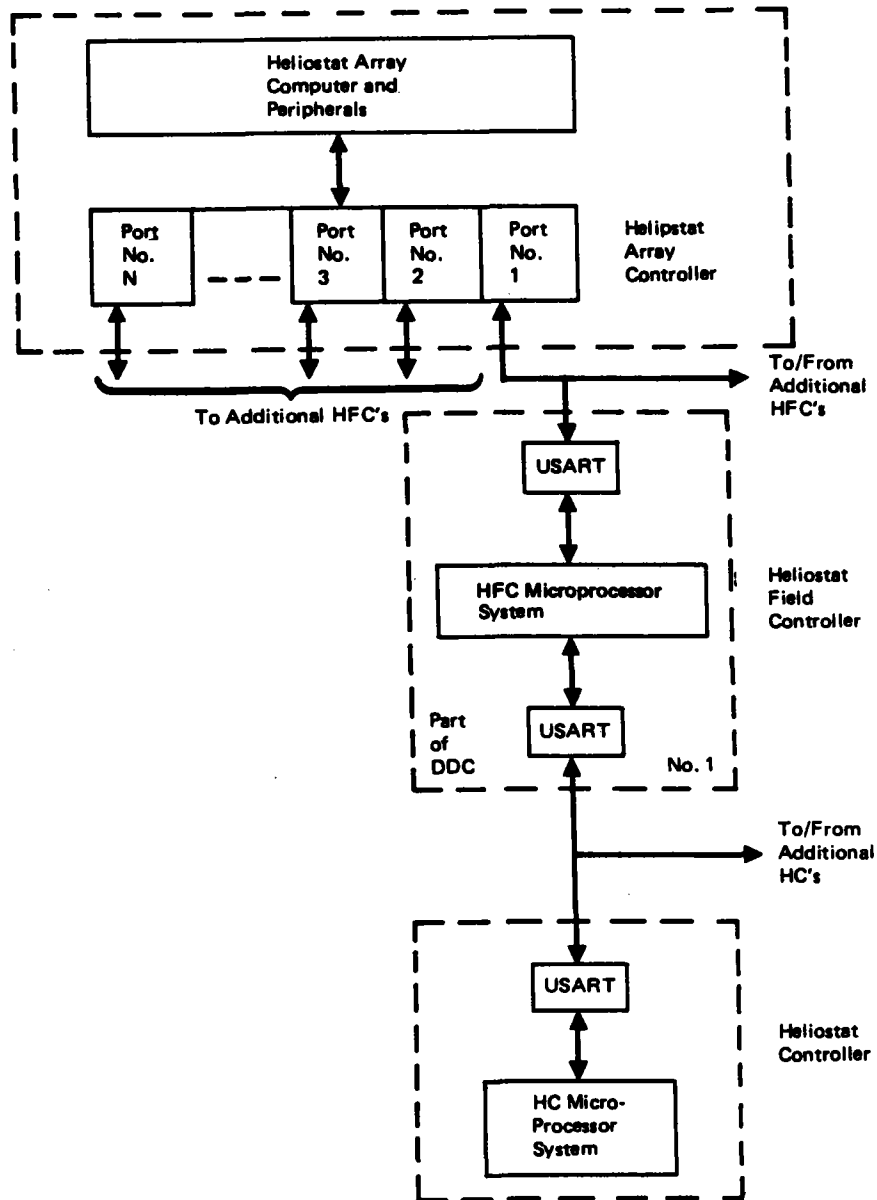 Heliostat Array
Computer and
Peripherals
Port
No.
N
Port
No.
3
Port
No.
2
Port
No.
1
Helipstat
Array
Controller
To/From
Additional
HFC's
To Additional HFC's
USART
HFC Microprocessor
System
Heliostat
Field
Controller
USART
Part
of
DDC
No. 1
To/From
Additional
HC's
USART
Heliostat
Controller
HC Micro-
Processor
System